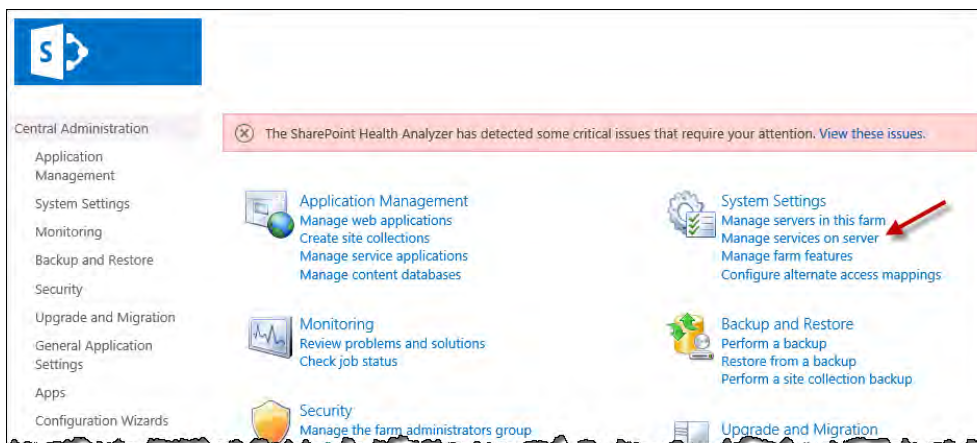 S
Central Administration
Application
Management
System Settings
Monitoring
Backup and Restore
Security
Upgrade and Migration
General Application
Settings
Apps
Configuration Wizards
The SharePoint Health Analyzer has detected some critical issues that require your attention. View these issues.
Application Management
Manage web applications
Create site collections
Manage service applications
Manage content databases
System Settings
Manage servers in this farm
Manage services on server
Manage farm features
Configure alternate access mappings
Monitoring
Review problems and solutions
Check job status
Backup and Restore
Perform a backup
Restore from a backup
Perform a site collection backup
Security
Manage the farm administrators group
Upgrade and Migration